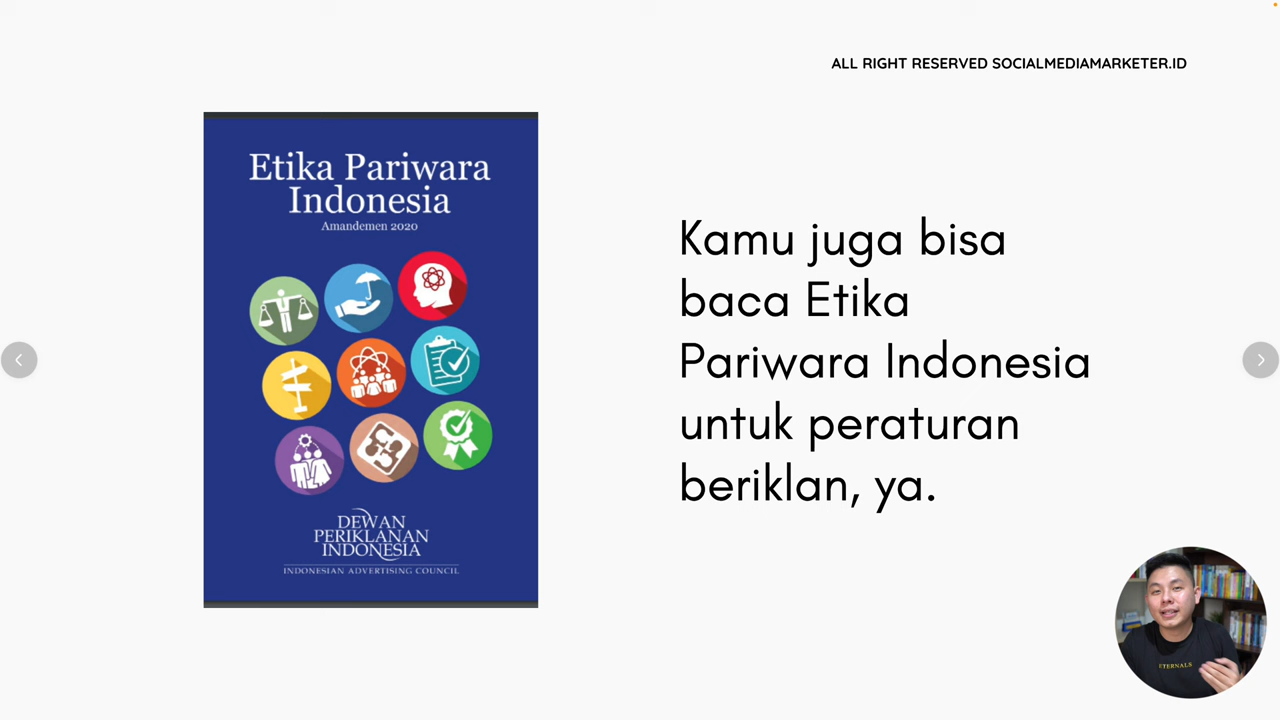 ALL RIGHT RESERVED SOCIALMEDIAMARKETER.ID
Etika Pariwara
Indonesia
Amandemen 2020
DEWAN
PERIKLANAN
INDONESIA
INDONESIAN ADVERTISING COUNCIL
Kamu juga bisa
baca Etika
Pariwara Indonesia
untuk peraturan
beriklan, ya.
ETERNALS